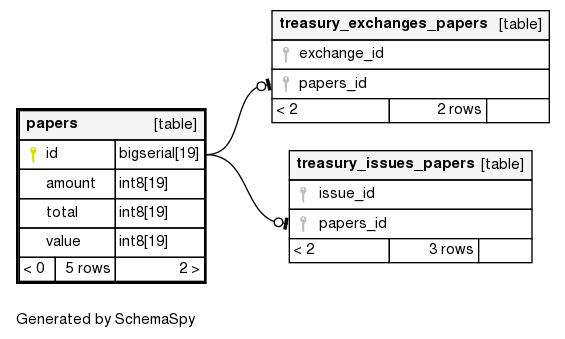 treasury_exchanges_papers [table]
exchange_id
papers_id
< 2 2 rows
papers [table]
id bigserial[19]
amount int8[19]
total int8[19]
value int8[19]
< 0 5 rows 2 >
treasury_issues_papers [table]
issue_id
papers_id
< 2 3 rows
Generated by SchemaSpy